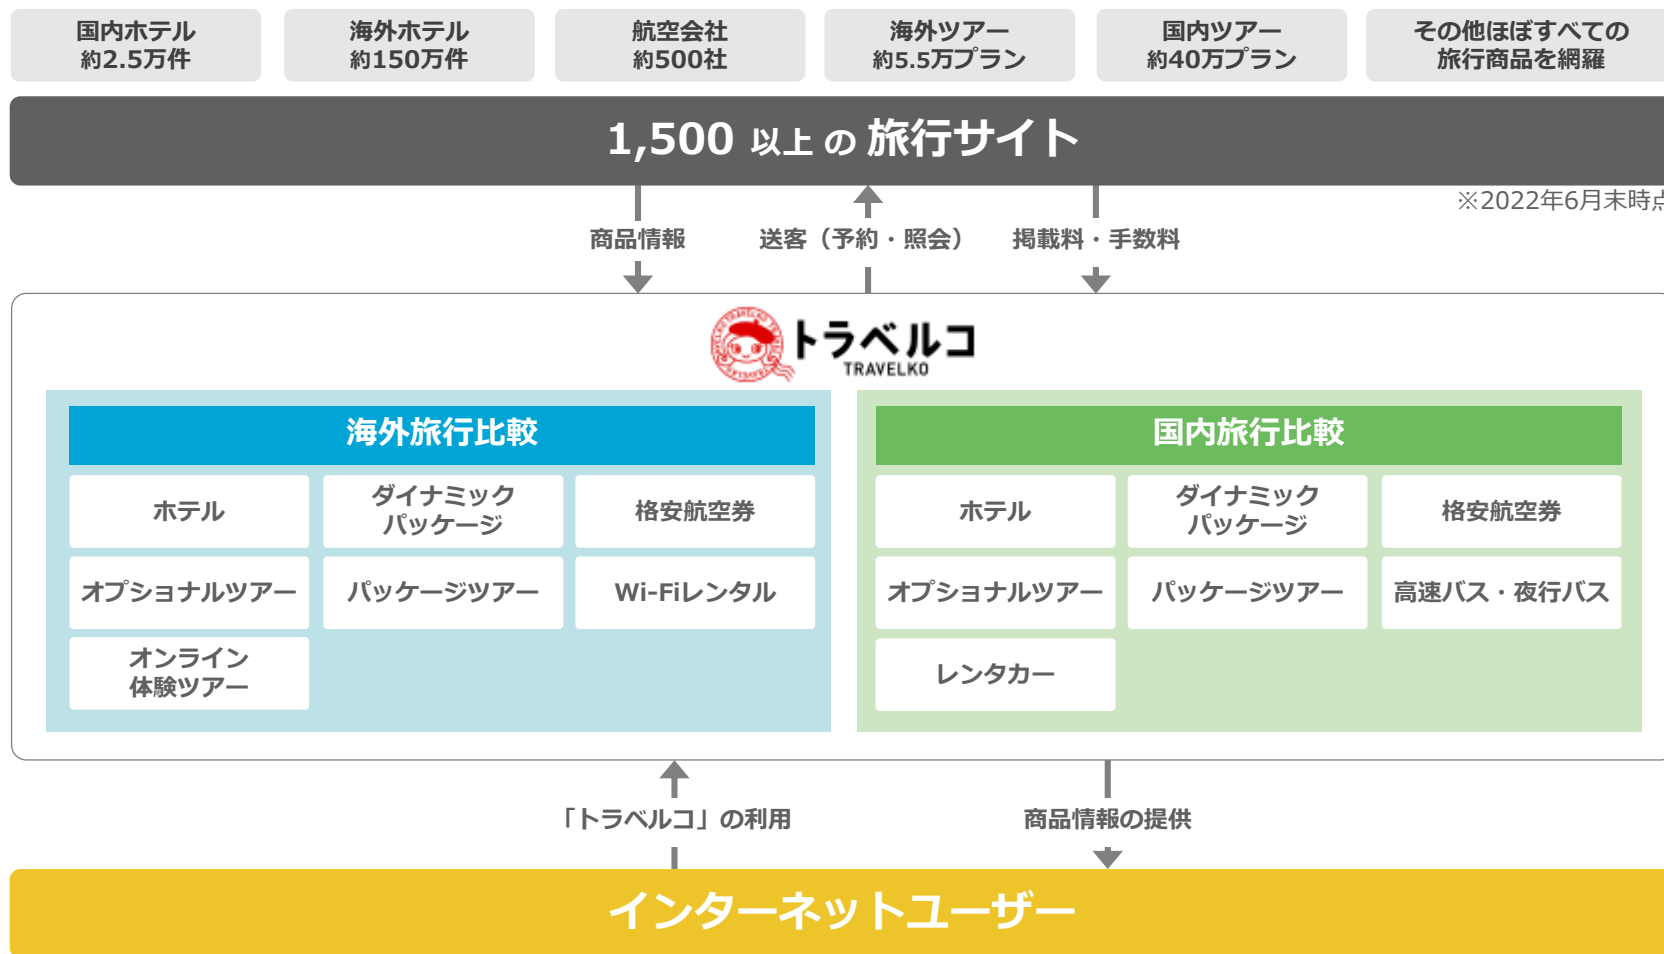 国内ホテル
約2.5万件
海外ホテル
約150万件
航空会社
約500社
海外ツアー
約5.5万プラン
国内ツアー
約40万プラン
その他ほぼすべての
旅行商品を網羅
1,500 以上 の 旅行サイト
※2022年6月末時点
商品情報
送客（予約・照会）
掲載料・手数料
トラベルコ
TRAVELKO
海外旅行比較
ホテル
ダイナミック
パッケージ
格安航空券
オプショナルツアー
パッケージツアー
Wi-Fiレンタル
オンライン
体験ツアー
国内旅行比較
ホテル
ダイナミック
パッケージ
格安航空券
オプショナルツアー
パッケージツアー
高速バス・夜行バス
レンタカー
「トラベルコ」の利用
商品情報の提供
インターネットユーザー